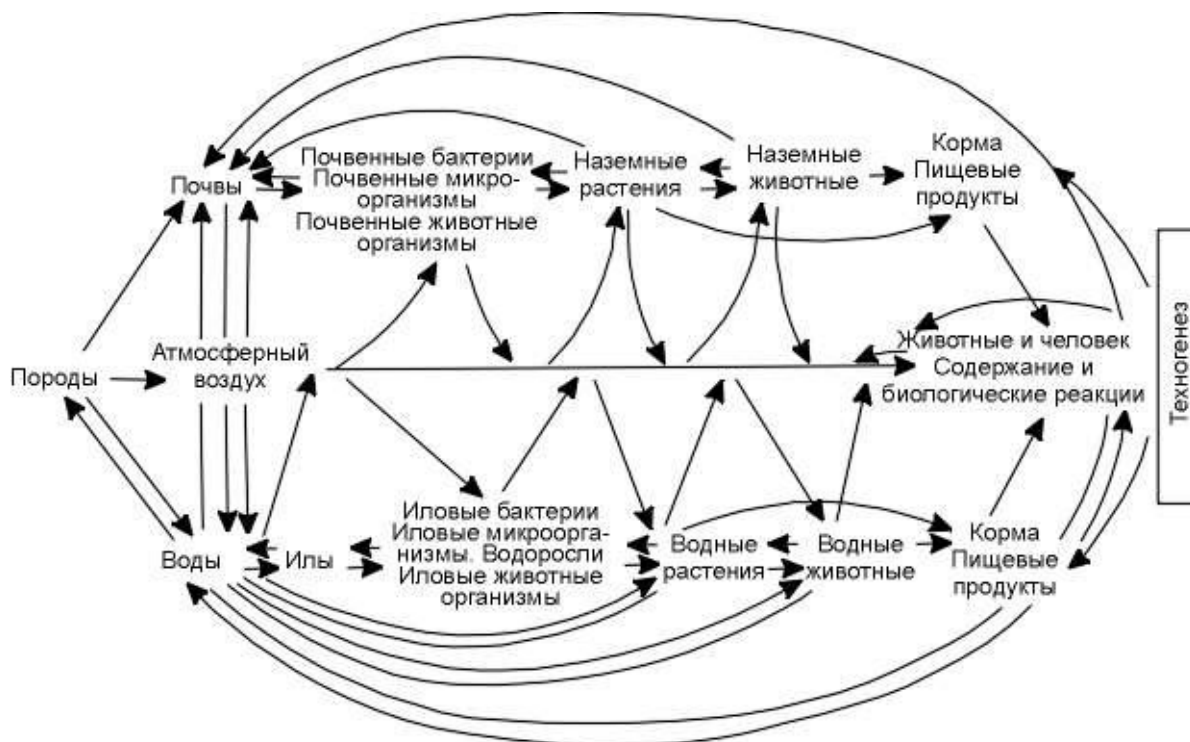 Почвы
Почвенные бактерии
Почвенные микро-
организмы
Почвенные животные
организмы
Наземные
растения
Наземные
животные
Корма
Пищевые
продукты
Породы
Атмосферный
воздух
Животные и человек
Содержание и
биологические реакции
Техногенез
Воды
Илы
Иловые бактерии
Иловые микроорга-
низмы. Водоросли
Иловые животные
организмы
Водные
растения
Водные
животные
Корма
Пищевые
продукты